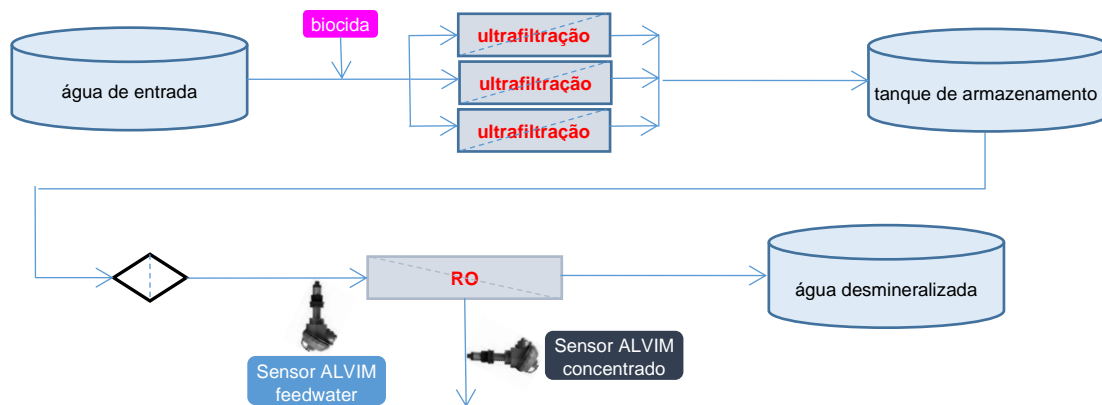 biocida
ultrafiltração
água de entrada
ultrafiltração
tanque de armazenamento
ultrafiltração
RO
água desmineralizada
Sensor ALVIM
feedwater
Sensor ALVIM
concentrado